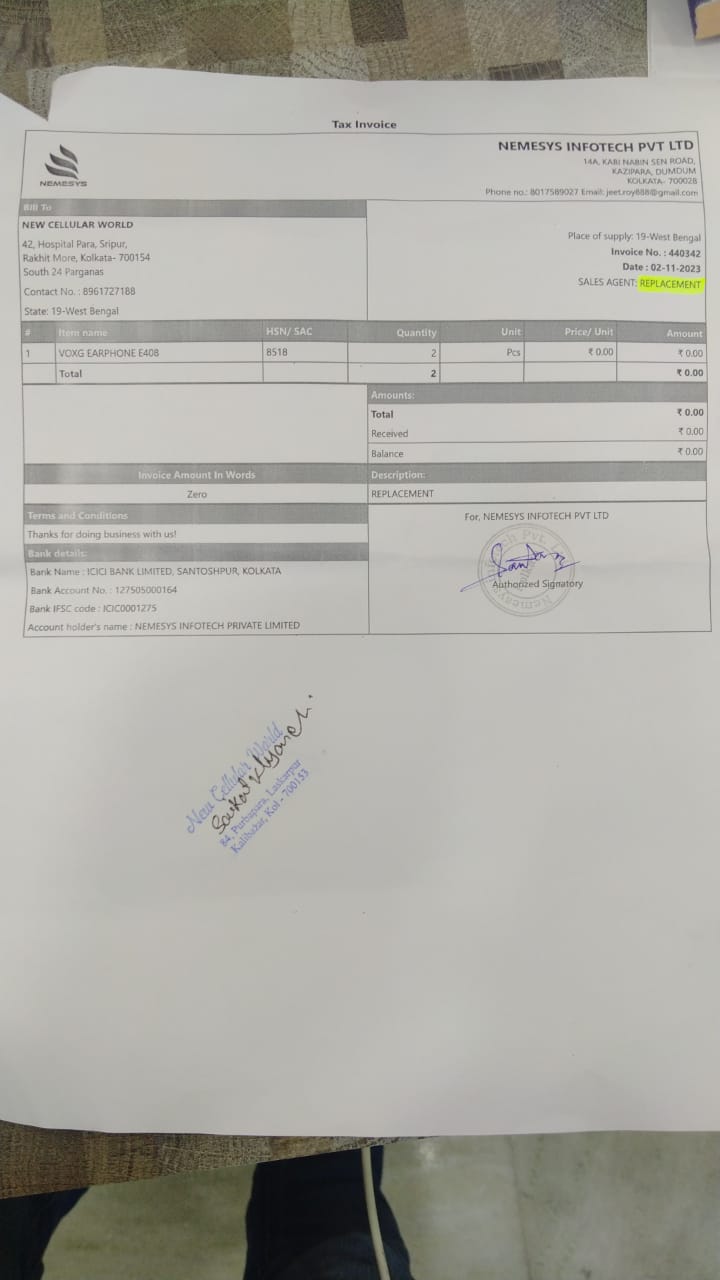 Tax Invoice
NEMESYS
NEMESYS INFOTECH PVT LTD
14A, KABI NABIN SEN ROAD,
KAZIPARA, DUMDUM
KOLKATA- 700028
Phone no.: 8017589027 Email: jeet.roy888@gmail.com
Bill To
NEW CELLULAR WORLD
42, Hospital Para, Sripur,
Rakhit More, Kolkata- 700154
South 24 Parganas
Contact No. : 8961727188
State: 19-West Bengal
Place of supply: 19-West Bengal
Invoice No. : 440342
Date : 02-11-2023
SALES AGENT: REPLACEMENT
# Item name HSN/ SAC Quantity Unit Price/ Unit Amount
1 VOXG EARPHONE E408 8518 2 Pcs ₹ 0.00 ₹ 0.00
Total 2 ₹ 0.00
Amounts:
Total ₹ 0.00
Received ₹ 0.00
Balance ₹ 0.00
Invoice Amount In Words
Zero
Description:
REPLACEMENT
Terms and Conditions
Thanks for doing business with us!
Bank details:
Bank Name : ICICI BANK LIMITED, SANTOSHPUR, KOLKATA
Bank Account No. : 127505000164
Bank IFSC code : ICIC0001275
Account holder's name : NEMESYS INFOTECH PRIVATE LIMITED
For, NEMESYS INFOTECH PVT LTD
Authorized Signatory
New Cellular World
84, Purbapara, Laskarpur
Kalibazar, Kol - 700153